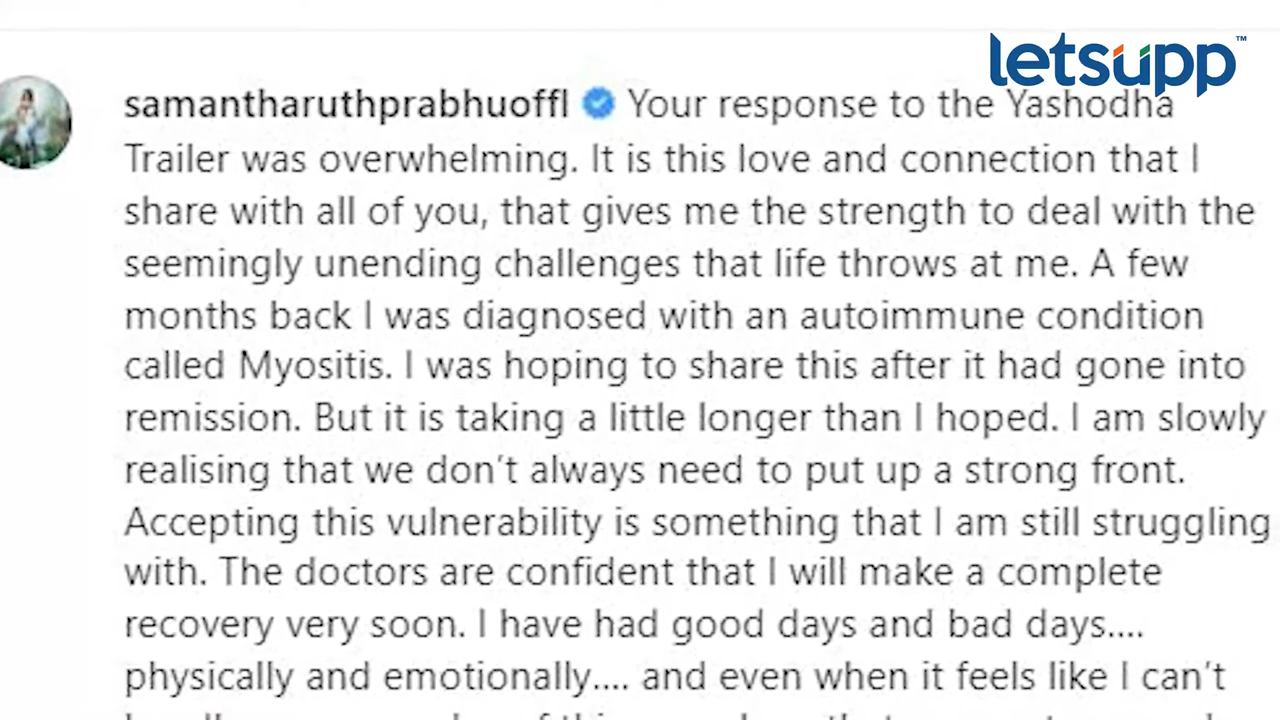 letsupp™
samantharuthprabhuoffl Your response to the Yashodha
Trailer was overwhelming. It is this love and connection that I
share with all of you, that gives me the strength to deal with the
seemingly unending challenges that life throws at me. A few
months back I was diagnosed with an autoimmune condition
called Myositis. I was hoping to share this after it had gone into
remission. But it is taking a little longer than I hoped. I am slowly
realising that we don’t always need to put up a strong front.
Accepting this vulnerability is something that I am still struggling
with. The doctors are confident that I will make a complete
recovery very soon. I have had good days and bad days....
physically and emotionally.... and even when it feels like I can’t